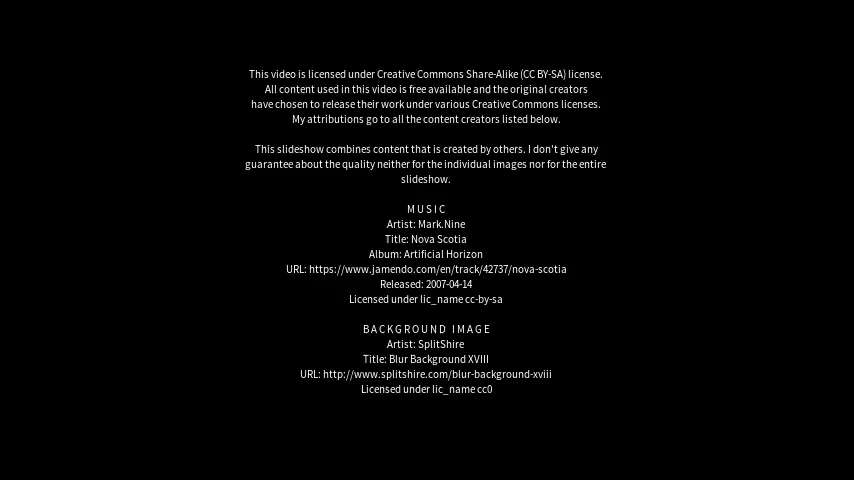 This video is licensed under Creative Commons Share-Alike (CC BY-SA) license.
All content used in this video is free available and the original creators
have chosen to release their work under various Creative Commons licenses.
My attributions go to all the content creators listed below.
This slideshow combines content that is created by others. I don't give any
guarantee about the quality neither for the individual images nor for the entire
slideshow.
MUSIC
Artist: Mark.Nine
Title: Nova Scotia
Album: Artificial Horizon
URL: https://www.jamendo.com/en/track/42737/nova-scotia
Released: 2007-04-14
Licensed under lic_name cc-by-sa
BACKGROUND IMAGE
Artist: SplitShire
Title: Blur Background XVIII
URL: http://www.splitshire.com/blur-background-xviii
Licensed under lic_name cc0